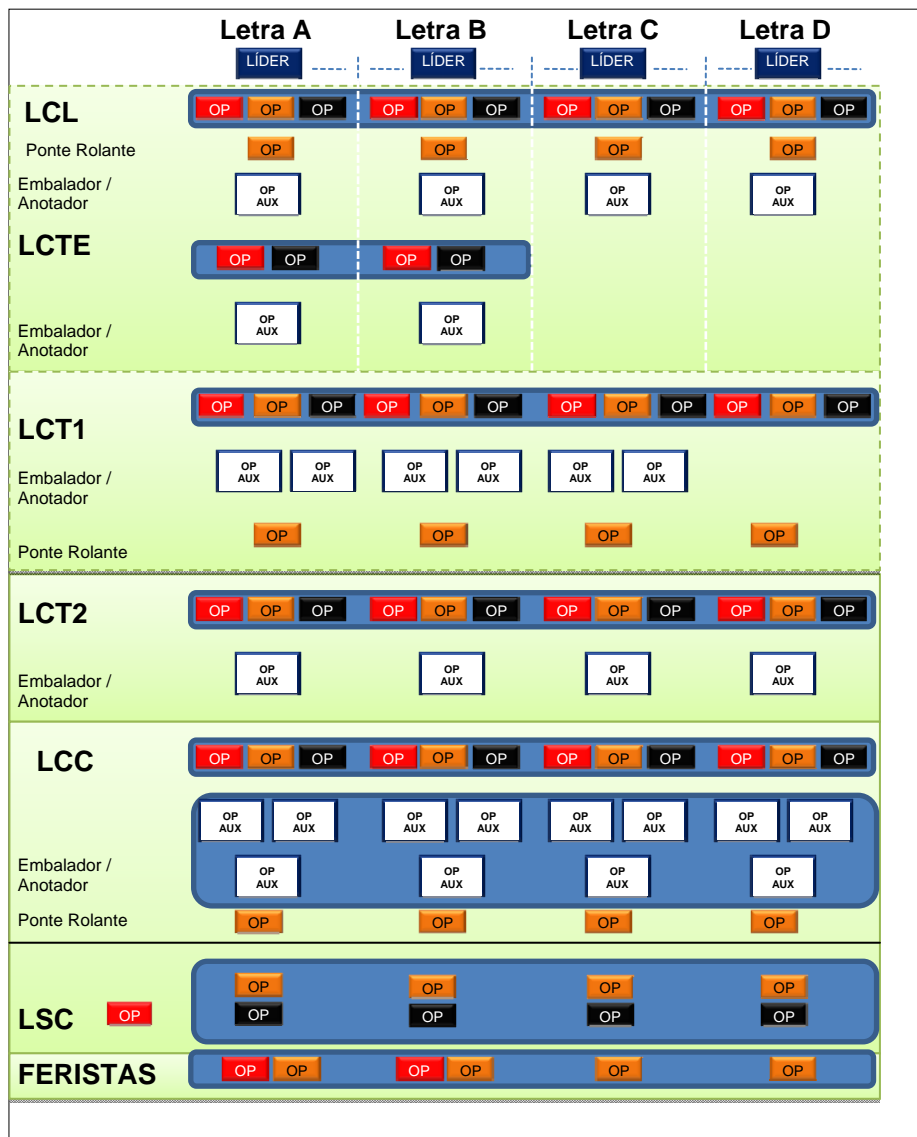 Letra A Letra B Letra C Letra D
LÍDER LÍDER LÍDER LÍDER
LCL OP OP OP OP OP OP OP OP OP OP OP OP
Ponte Rolante OP OP OP OP
Embalador /
Anotador
OP OP OP OP
AUX AUX AUX AUX
LCTE
OP OP OP OP
OP OP
AUX AUX
Embalador /
Anotador
OP OP OP OP OP OP OP OP OP OP OP OP
LCT1
OP OP OP OP OP OP
AUX AUX AUX AUX AUX AUX
Embalador /
Anotador
OP OP OP OP
Ponte Rolante
LCT2 OP OP OP OP OP OP OP OP OP OP OP OP
OP OP OP OP
AUX AUX AUX AUX
Embalador /
Anotador
LCC OP OP OP OP OP OP OP OP OP OP OP OP
OP OP OP OP OP OP OP OP
AUX AUX AUX AUX AUX AUX AUX AUX
Embalador /
Anotador
OP OP OP OP
AUX AUX AUX AUX
Ponte Rolante OP OP OP OP
OP OP OP OP
LSC OP OP OP OP OP
FERISTAS OP OP OP OP OP OP